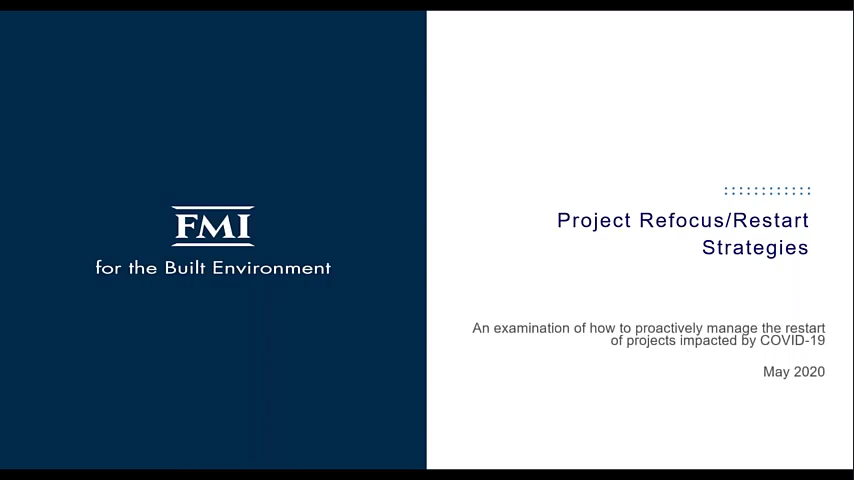 FMI
for the Built Environment
Project Refocus/Restart
Strategies
An examination of how to proactively manage the restart
of projects impacted by COVID-19
May 2020